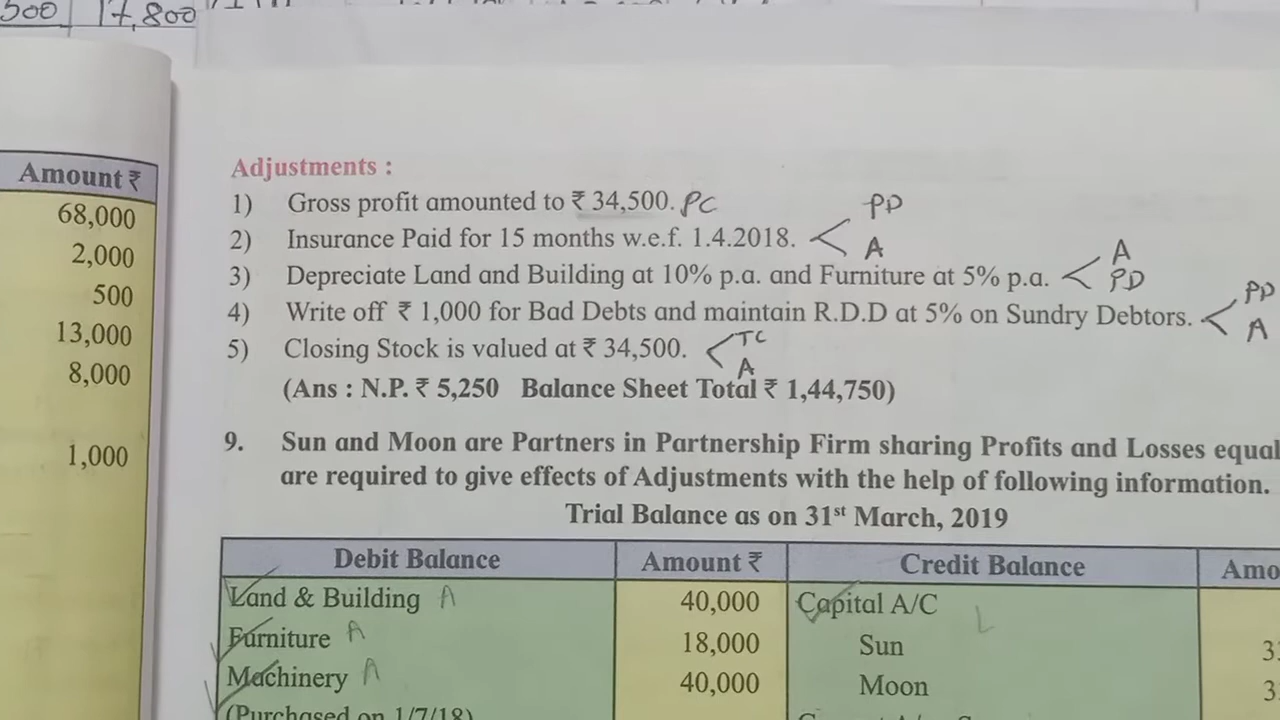 500 17,800
Amount ₹
68,000
2,000
500
13,000
8,000
1,000
Adjustments :
1) Gross profit amounted to ₹ 34,500. PC
2) Insurance Paid for 15 months w.e.f. 1.4.2018. < PD
A
3) Depreciate Land and Building at 10% p.a. and Furniture at 5% p.a. < A
PD
4) Write off ₹ 1,000 for Bad Debts and maintain R.D.D at 5% on Sundry Debtors. < PD
A
5) Closing Stock is valued at ₹ 34,500. < TC
A
(Ans : N.P. ₹ 5,250 Balance Sheet Total ₹ 1,44,750)
9. Sun and Moon are Partners in Partnership Firm sharing Profits and Losses equal
are required to give effects of Adjustments with the help of following information.
Trial Balance as on 31st March, 2019
Debit Balance Amount ₹ Credit Balance Amo
Land & Building A 40,000 Capital A/C L
Furniture A 18,000 Sun 3
Machinery A 40,000 Moon 3
(Purchased on 1/7/18)